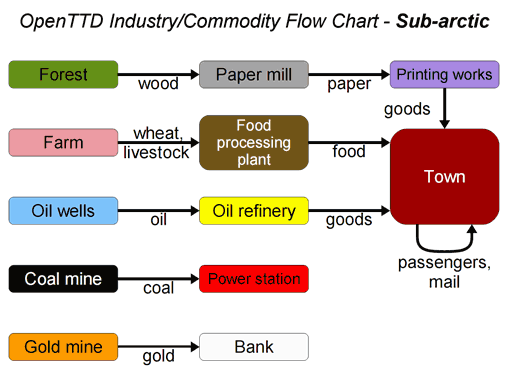 OpenTTD Industry/Commodity Flow Chart - Sub-arctic
Forest
wood
Paper mill
paper
Printing works
goods
Farm
wheat,
livestock
Food
processing
plant
food
Town
Oil wells
oil
Oil refinery
goods
passengers,
mail
Coal mine
coal
Power station
Gold mine
gold
Bank